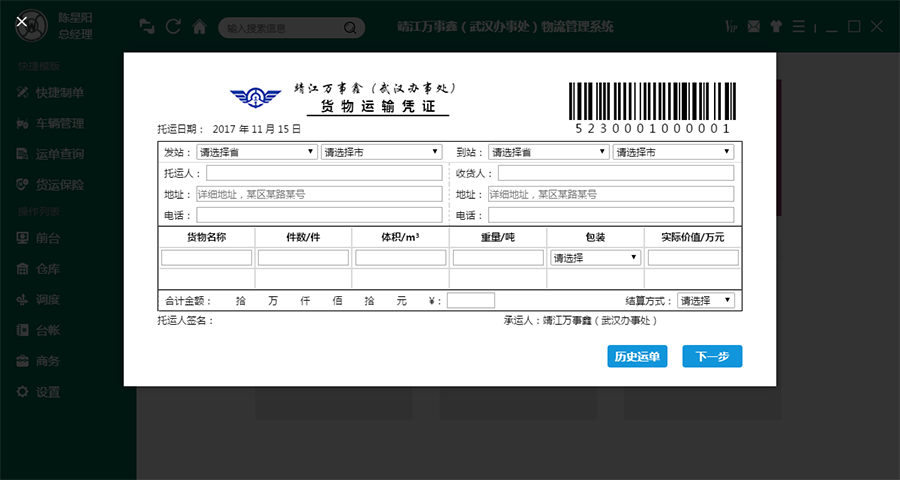 陈星阳
总经理
输入搜索信息
靖江万事鑫（武汉办事处）物流管理系统
VIP
快捷模版
快捷制单
车辆管理
运单查询
货运保险
操作列表
前台
仓库
调度
台帐
商务
设置
靖江万事鑫（武汉办事处）
货物运输凭证
5230001000001
托运日期： 2017 年 11 月 15 日
发站： 请选择省 请选择市 到站： 请选择省 请选择市
托运人： 收货人：
地址： 详细地址，某区某路某号 地址： 详细地址，某区某路某号
电话： 电话：
货物名称 件数/件 体积/m³ 重量/吨 包装 实际价值/万元
请选择
合计金额： 拾 万 仟 佰 拾 元 ¥： 结算方式： 请选择
托运人签名： 承运人：靖江万事鑫（武汉办事处）
历史运单 下一步